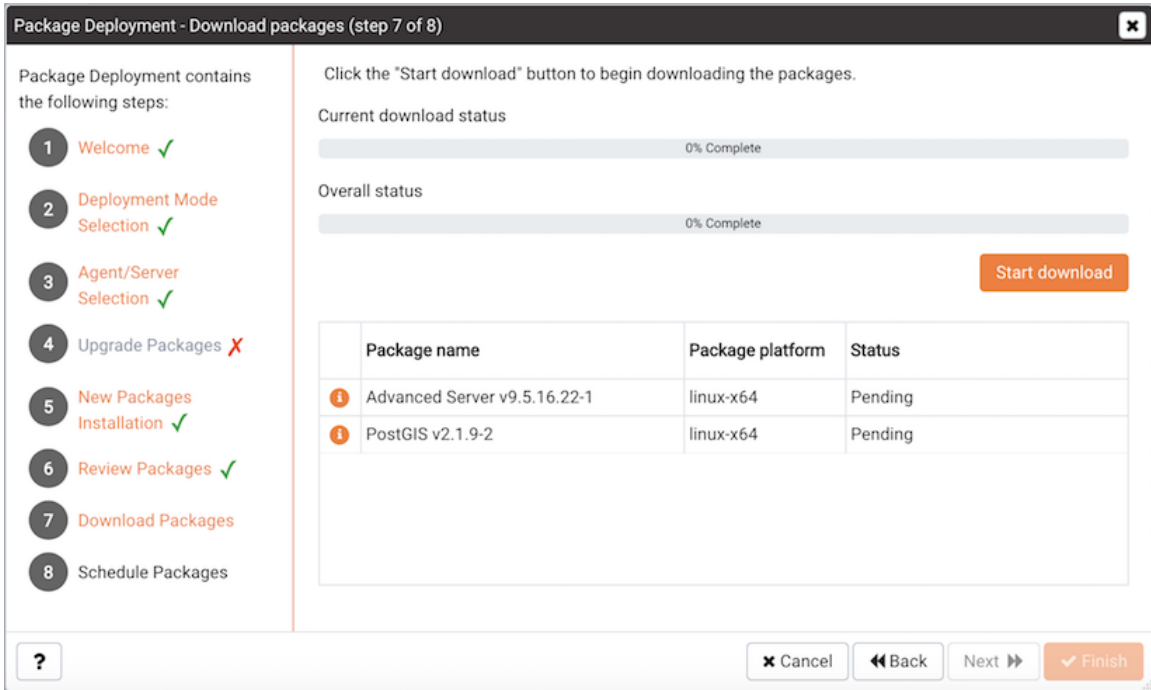 Package Deployment - Download packages (step 7 of 8)
Package Deployment contains
the following steps:
1 Welcome
2 Deployment Mode
Selection
3 Agent/Server
Selection
4 Upgrade Packages
5 New Packages
Installation
6 Review Packages
7 Download Packages
8 Schedule Packages
Click the "Start download" button to begin downloading the packages.
Current download status
0% Complete
Overall status
0% Complete
Start download
Package name Package platform Status
Advanced Server v9.5.16.22-1 linux-x64 Pending
PostGIS v2.1.9-2 linux-x64 Pending
? Cancel Back Next Finish